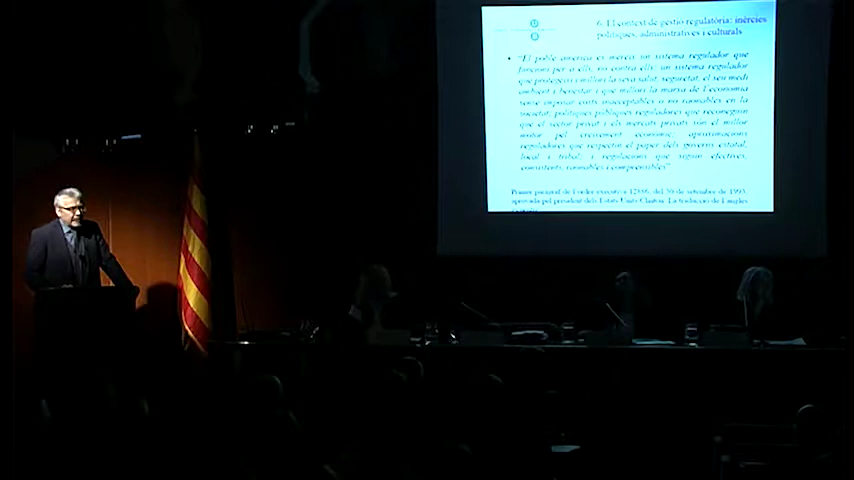 6. El context de gestió regulatòria: inèrcies
polítiques, administratives i culturals
• "El poble americà es mereix un sistema regulador que
funcioni per a ells, no contra ells: un sistema regulador
que protegeixi i millori la seva salut, seguretat, el seu medi
ambient i benestar i que millori la marxa de l'economia
sense imposar costs inacceptables o no raonables en la
societat; polítiques públiques reguladores que reconeguin
que el sector privat i els mercats privats són el millor
motor pel creixement econòmic; aproximacions
reguladores que respectin el paper dels governs estatal,
local i tribal; i regulacions que siguin efectives,
consistents, raonables i comprensibles"
Primer paràgraf de l'ordre executiva 12866, del 30 de setembre de 1993,
aprovada pel president dels Estats Units Clinton. La traducció de l'anglès